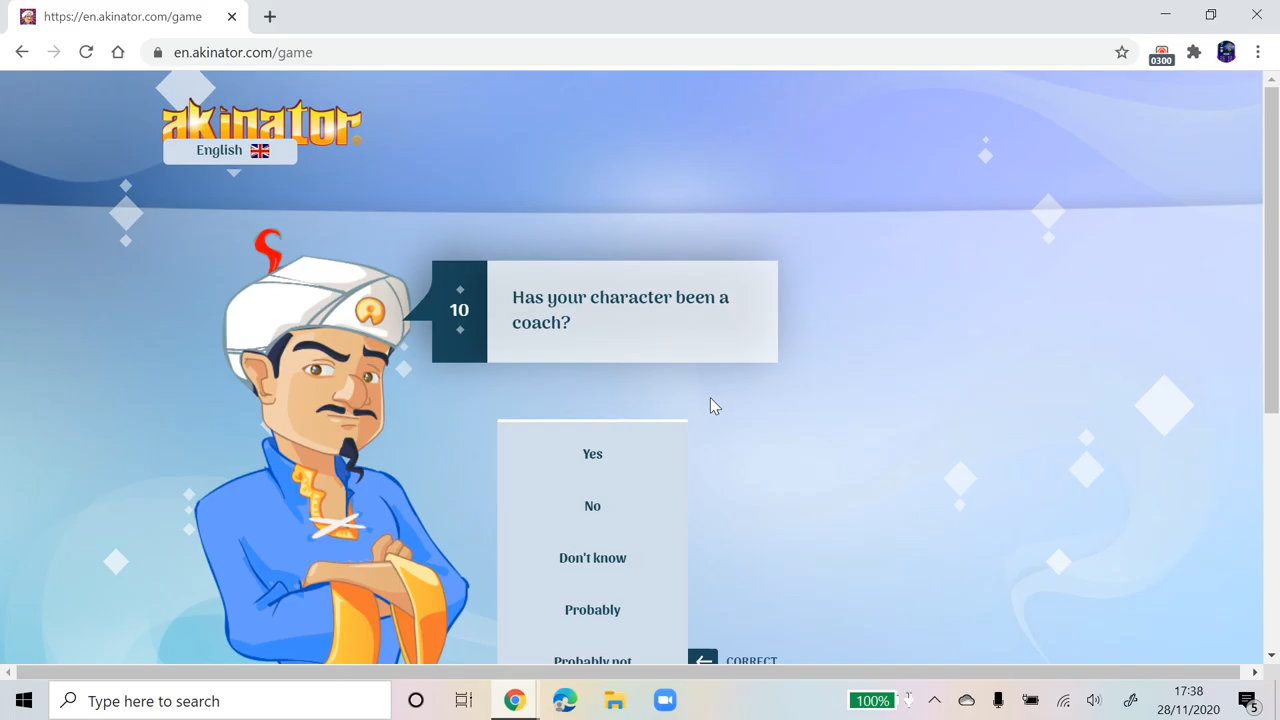 https://en.akinator.com/game
en.akinator.com/game
0300
akinator
English
10
Has your character been a
coach?
Yes
No
Don't know
Probably
Probably not
CORRECT
Type here to search
100%
17:38
28/11/2020
5